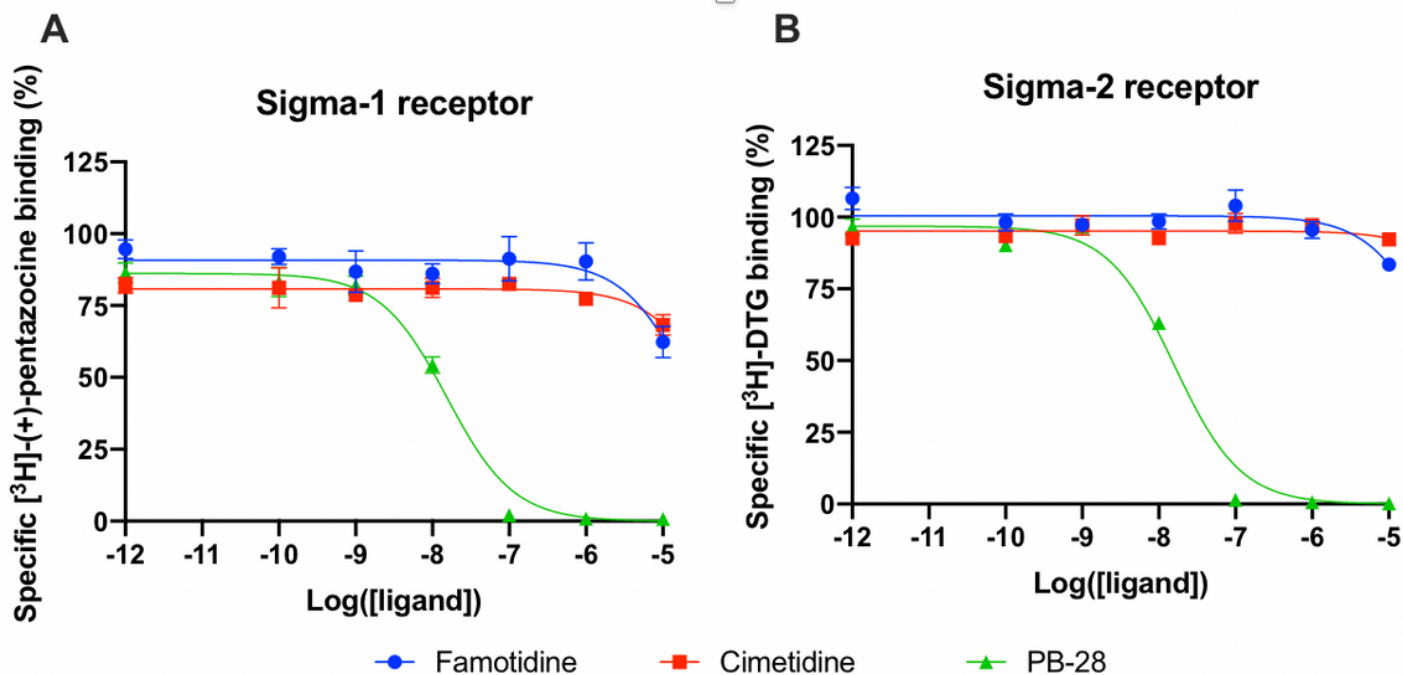 A
Sigma-1 receptor
Specific [³H]-(+)-pentazocine binding (%)
125
100
75
50
25
0
-12 -11 -10 -9 -8 -7 -6 -5
Log([ligand])
B
Sigma-2 receptor
Specific [³H]-DTG binding (%)
125
100
75
50
25
0
-12 -11 -10 -9 -8 -7 -6 -5
Log([ligand])
Famotidine Cimetidine PB-28